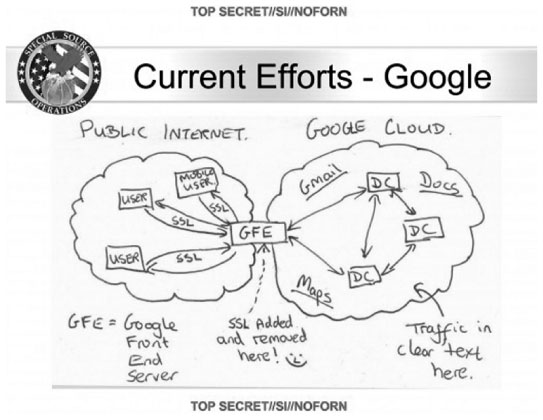 TOP SECRET//SI//NOFORN
SPECIAL SOURCE
OPERATIONS
Current Efforts - Google
PUBLIC INTERNET.
GOOGLE CLOUD.
MOBILE
USER
USER
SSL
SSL
USER
SSL
GFE
Gmail
DC
Docs
DC
DC
Maps
GFE = Google
Front
End
Server
SSL Added
and removed
here!
Traffic in
clear text
here.
TOP SECRET//SI//NOFORN